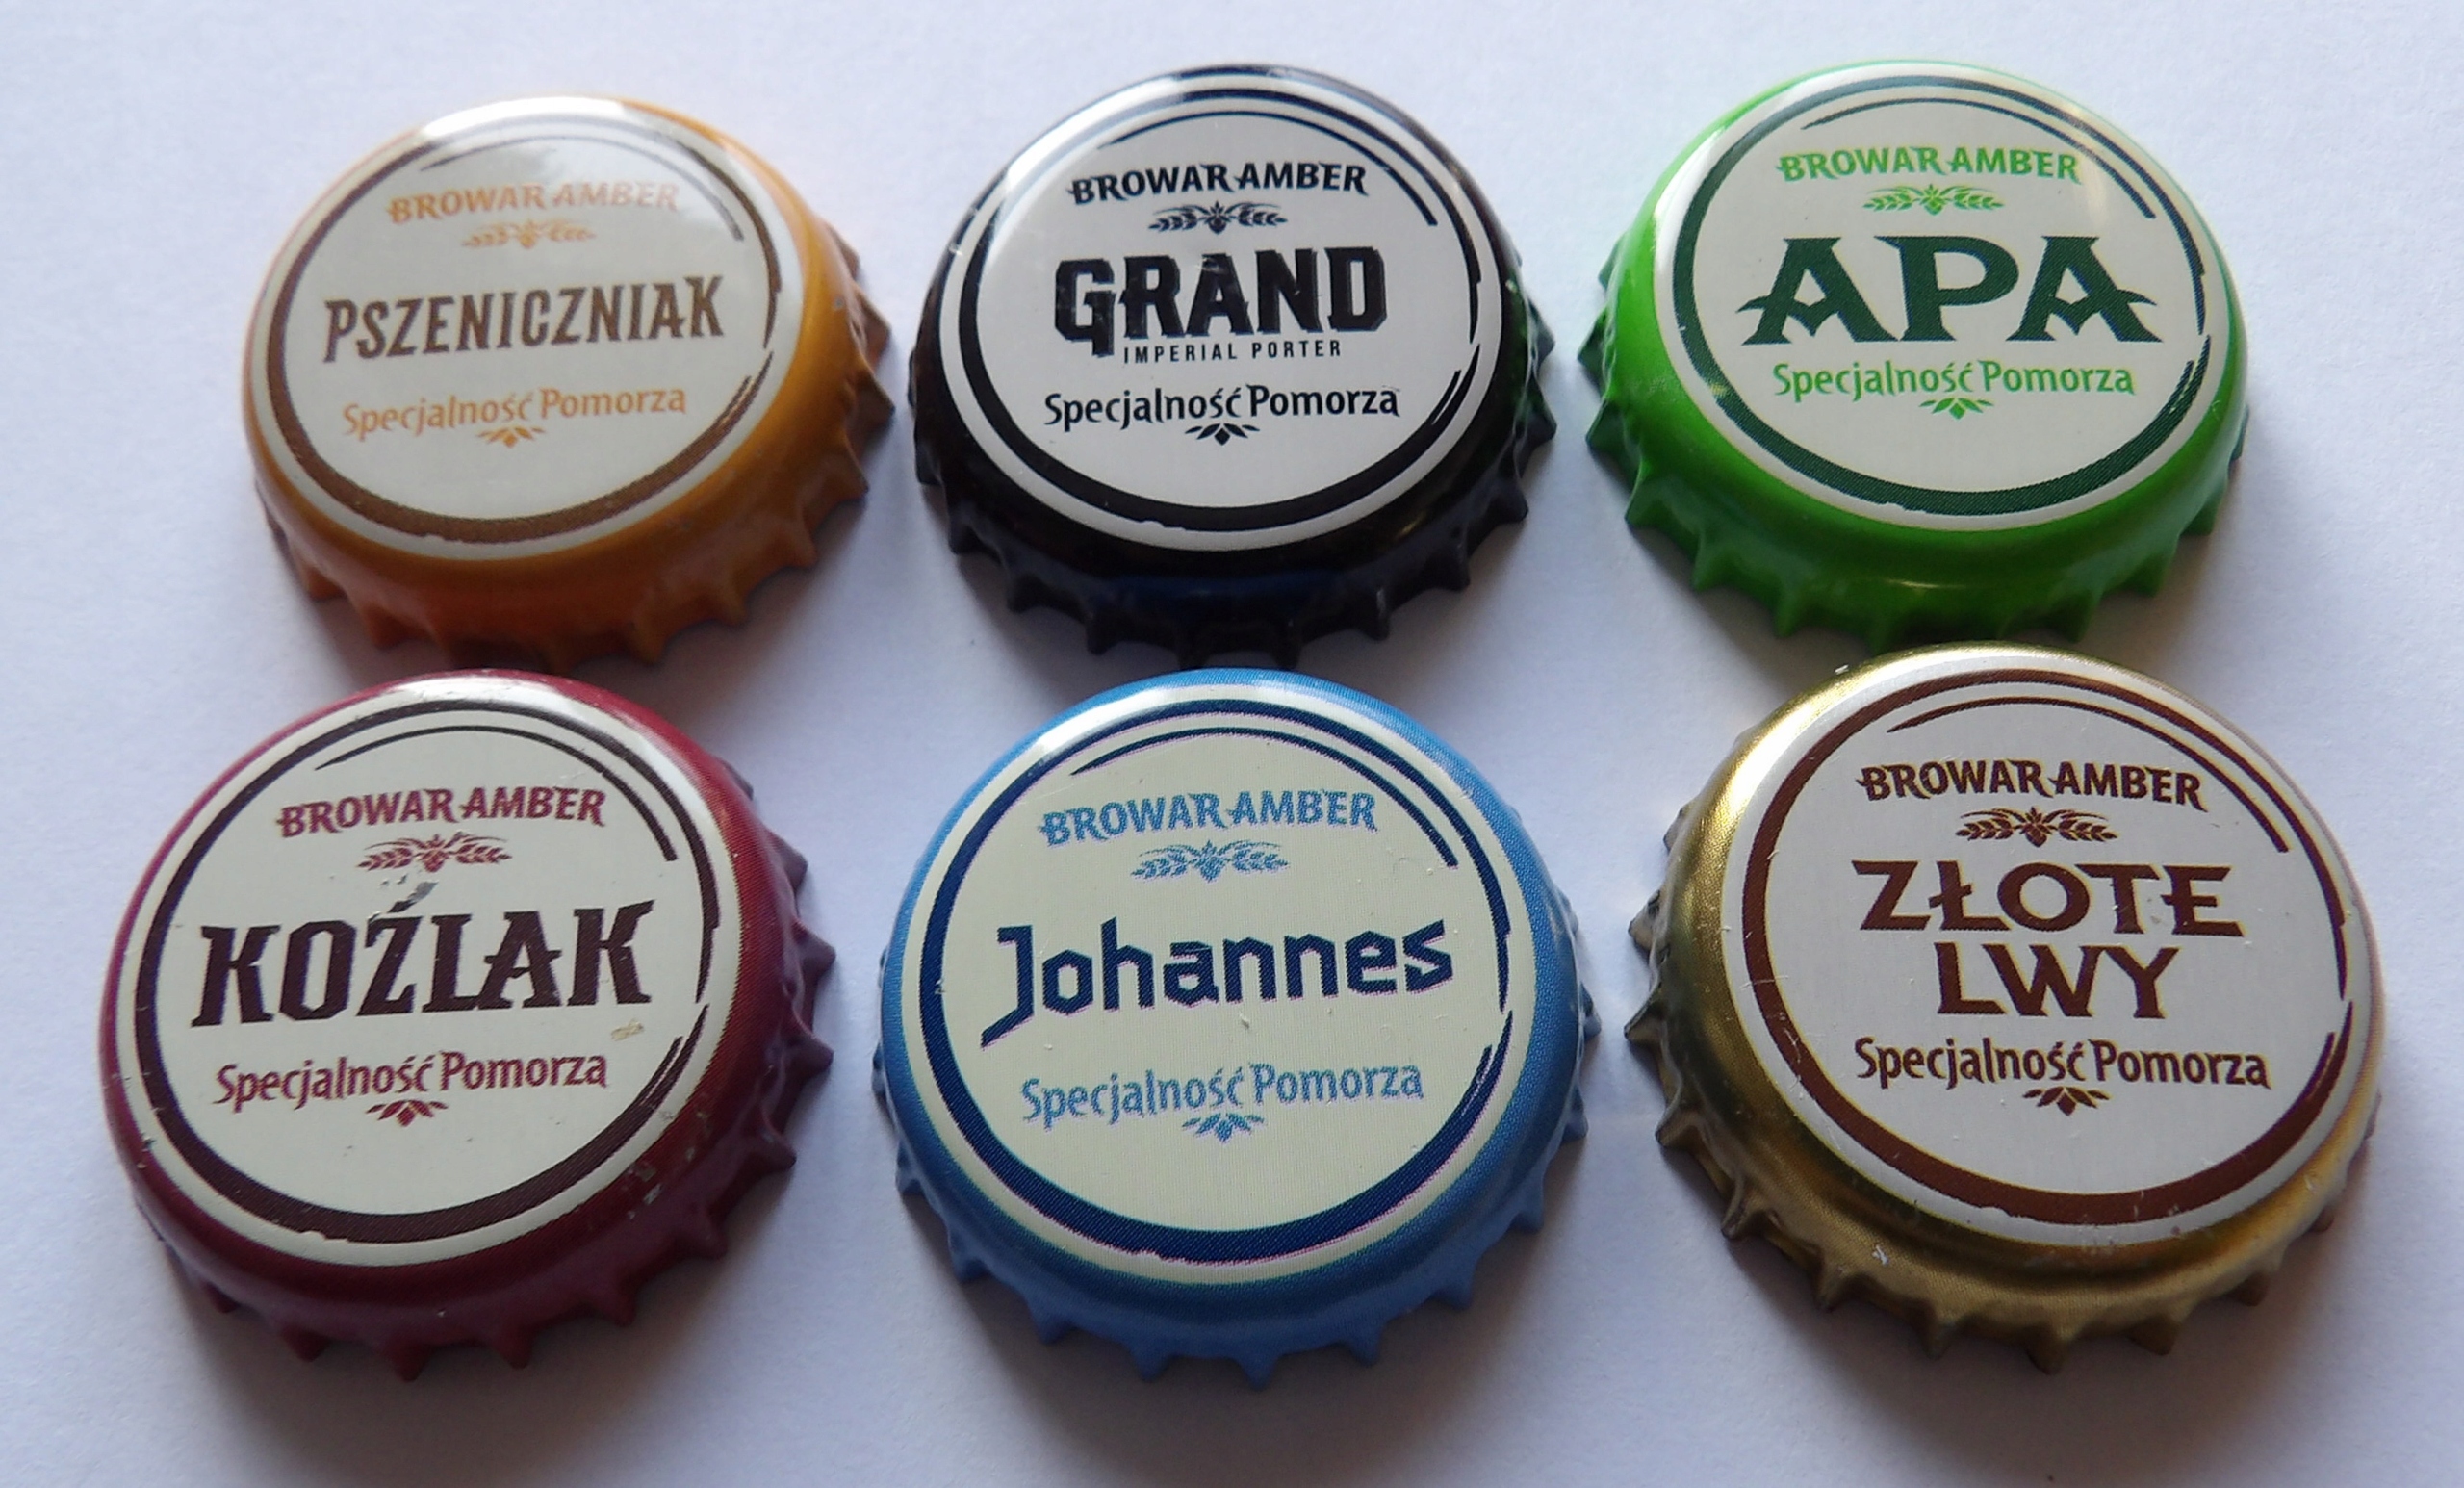 BROWAR AMBER
PSZENICZNIAK
Specjalność Pomorza
BROWAR AMBER
GRAND
IMPERIAL PORTER
Specjalność Pomorza
BROWAR AMBER
APA
Specjalność Pomorza
BROWAR AMBER
KOŹLAK
Specjalność Pomorza
BROWAR AMBER
Johannes
Specjalność Pomorza
BROWAR AMBER
ZŁOTE
LWY
Specjalność Pomorza